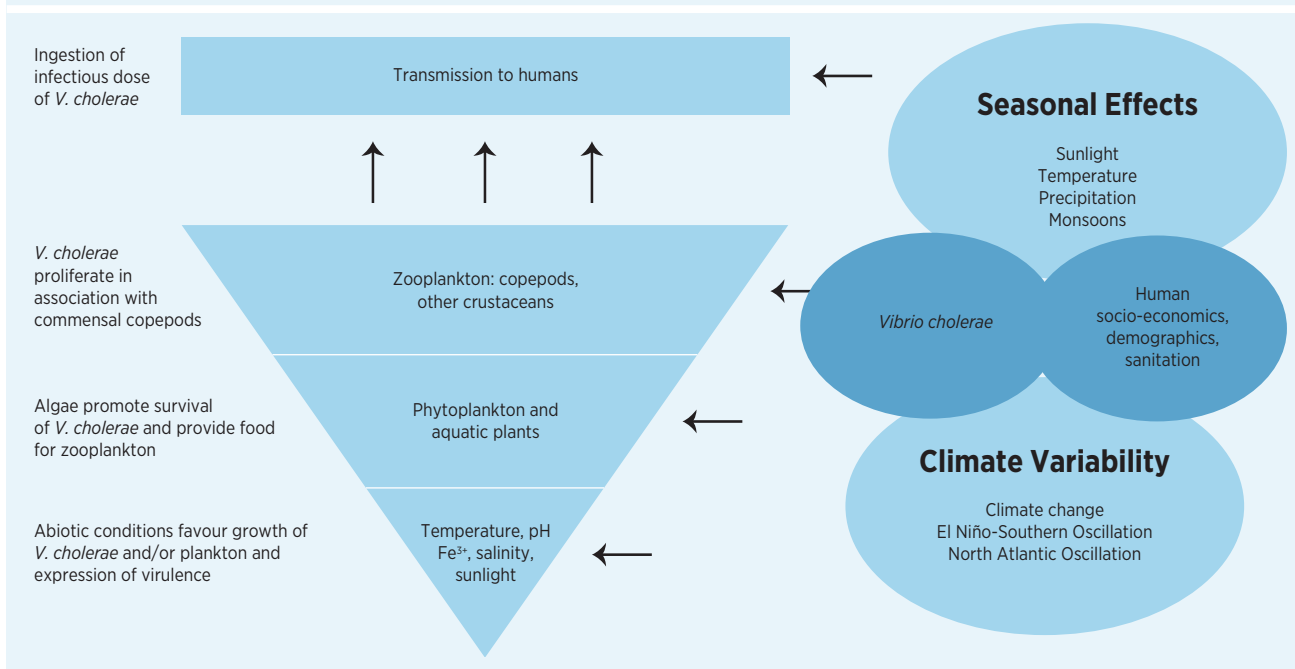 Ingestion of
infectious dose
of V. cholerae
Transmission to humans
Seasonal Effects
Sunlight
Temperature
Precipitation
Monsoons
V. cholerae
proliferate in
association with
commensal copepods
Zooplankton: copepods,
other crustaceans
Vibrio cholerae
Human
socio-economics,
demographics,
sanitation
Algae promote survival
of V. cholerae and provide food
for zooplankton
Phytoplankton and
aquatic plants
Climate Variability
Climate change
El Niño-Southern Oscillation
North Atlantic Oscillation
Abiotic conditions favour growth of
V. cholerae and/or plankton and
expression of virulence
Temperature, pH
Fe³⁺, salinity,
sunlight